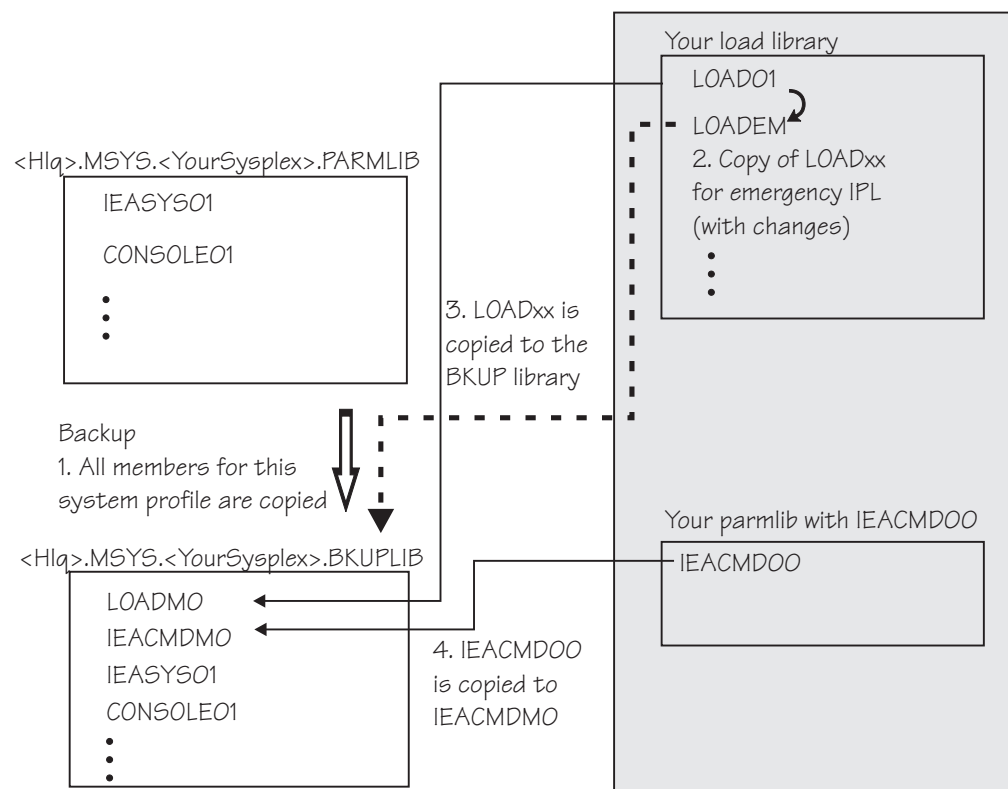 Your load library
LOAD01
LOADEM
2. Copy of LOADxx
for emergency IPL
(with changes)
<Hlq>.MSYS.<YourSysplex>.PARMLIB
IEASYS01
CONSOLE01
3. LOADxx is
copied to the
BKUP library
Backup
1. All members for this
system profile are copied
Your parmlib with IEACMD00
IEACMD00
<Hlq>.MSYS.<YourSysplex>.BKUPLIB
LOADM0
IEACMDM0
IEASYS01
CONSOLE01
4. IEACMD00
is copied to
IEACMDM0